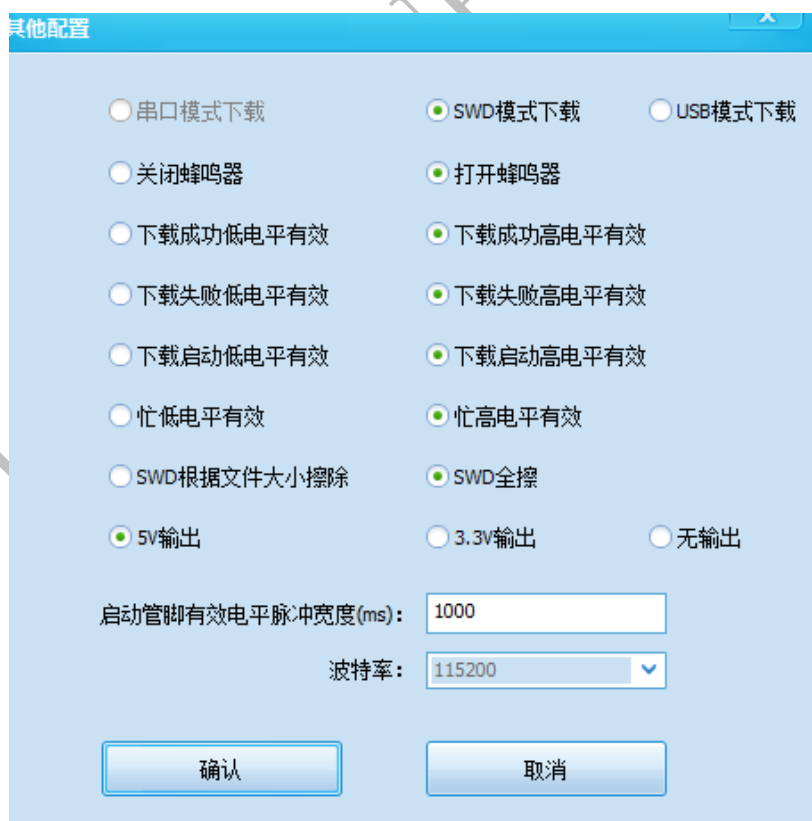 其他配置
串口模式下载 SWD模式下载 USB模式下载
关闭蜂鸣器 打开蜂鸣器
下载成功低电平有效 下载成功高电平有效
下载失败低电平有效 下载失败高电平有效
下载启动低电平有效 下载启动高电平有效
忙低电平有效 忙高电平有效
SWD根据文件大小擦除 SWD全擦
5V输出 3.3V输出 无输出
启动管脚有效电平脉冲宽度(ms): 1000
波特率: 115200
确认 取消